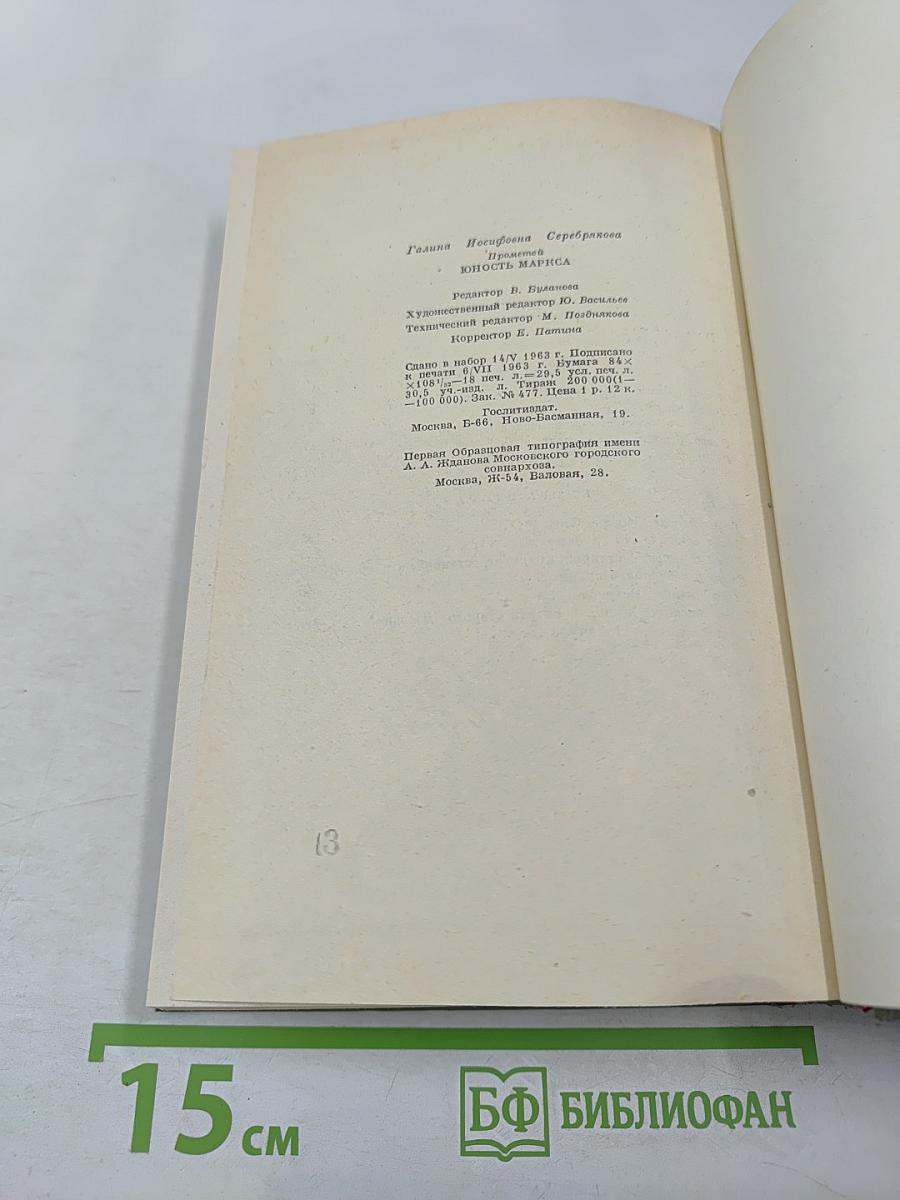 Галина Иосифовна Серебрякова
Прометей
ЮНОСТЬ МАРКСА
Редактор В. Буланова
Художественный редактор Ю. Васильев
Технический редактор М. Позднякова
Корректор Е. Патина
Сдано в набор 14/V 1963 г. Подписано
к печати 6/VII 1963 г. Бумага 84×
×108¹/₃₂—18 печ. л.=29,5 усл. печ. л.
30,5 уч.-изд. л. Тираж 200 000(1—
—100 000). Зак. № 477. Цена 1 р. 12 к.
Гослитиздат.
Москва, Б-66, Ново-Басманная, 19.
Первая Образцовая типография имени
А. А. Жданова Московского городского
совнархоза.
Москва, Ж-54, Валовая, 28.
13
15 см
БФ БИБЛИОФАН